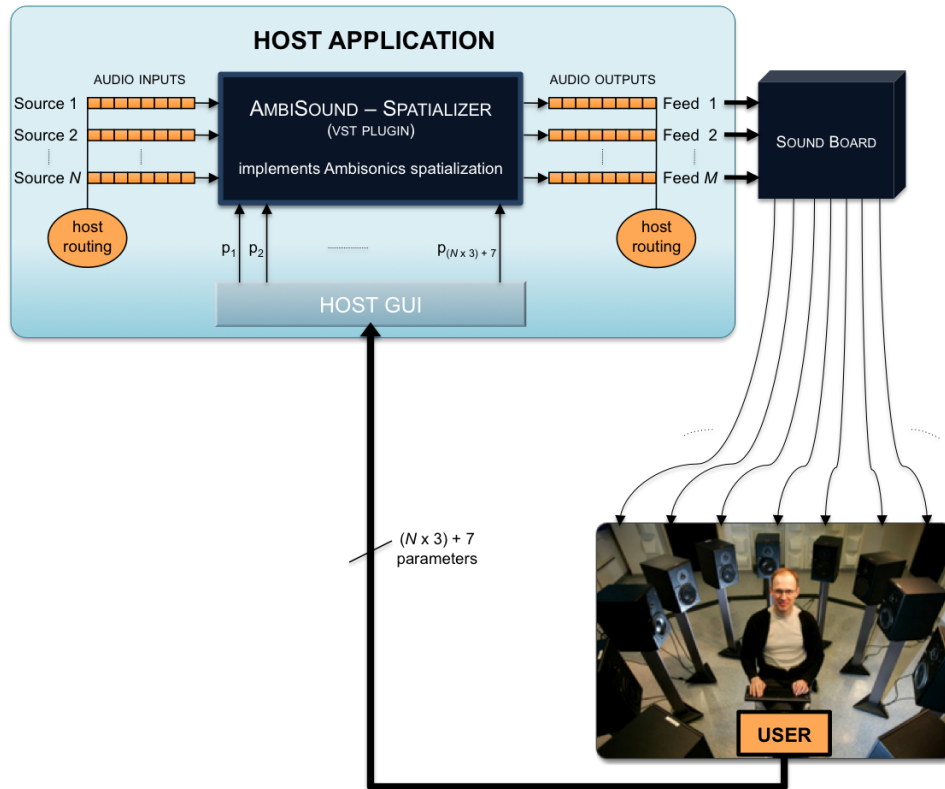 HOST APPLICATION
AUDIO INPUTS
AUDIO OUTPUTS
Source 1
Source 2
Source N
AMBISOUND – SPATIALIZER
(VST PLUGIN)
implements Ambisonics spatialization
Feed 1
Feed 2
Feed M
SOUND BOARD
host
routing
p1
p2
p(N x 3) + 7
host
routing
HOST GUI
(N x 3) + 7
parameters
USER